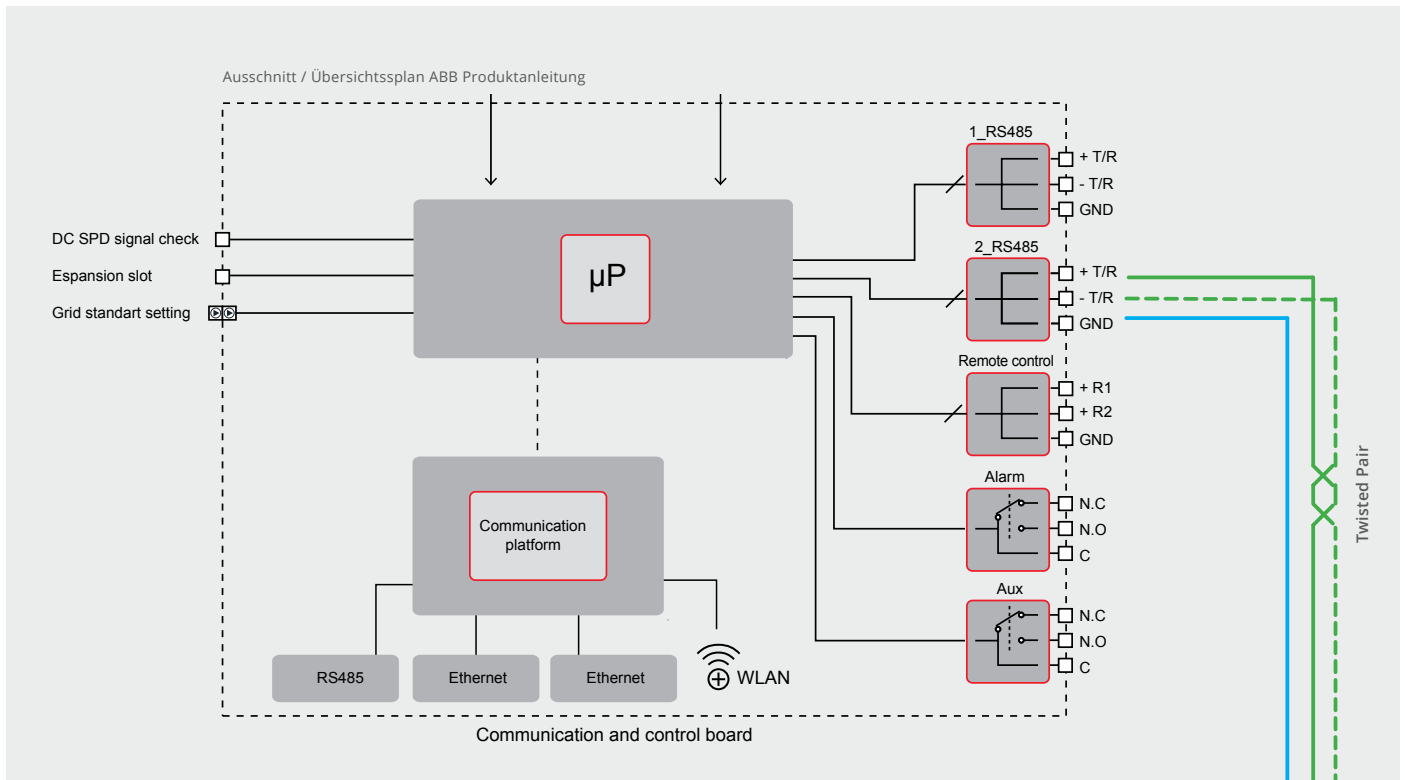 Ausschnitt / Übersichtssplan ABB Produktanleitung
1_RS485
+ T/R
- T/R
GND
DC SPD signal check
Espansion slot
Grid standart setting
µP
2_RS485
+ T/R
- T/R
GND
Remote control
+ R1
+ R2
GND
Twisted Pair
Alarm
N.C
N.O
C
Communication
platform
Aux
N.C
N.O
C
RS485
Ethernet
Ethernet
WLAN
Communication and control board